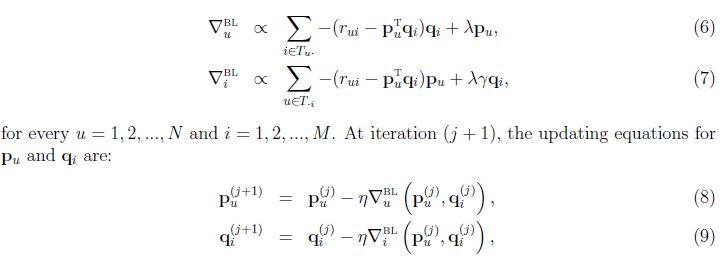 ∇_u^BL ∝ ∑_{i∈T_u·} −(r_ui − p_u^T q_i)q_i + λp_u, (6)
∇_i^BL ∝ ∑_{u∈T_·i} −(r_ui − p_u^T q_i)p_u + λγq_i, (7)
for every u = 1, 2, ..., N and i = 1, 2, ..., M. At iteration (j + 1), the updating equations for
p_u and q_i are:
p_u^(j+1) = p_u^(j) − η∇_u^BL (p_u^(j), q_i^(j)), (8)
q_i^(j+1) = q_i^(j) − η∇_i^BL (p_u^(j), q_i^(j)), (9)